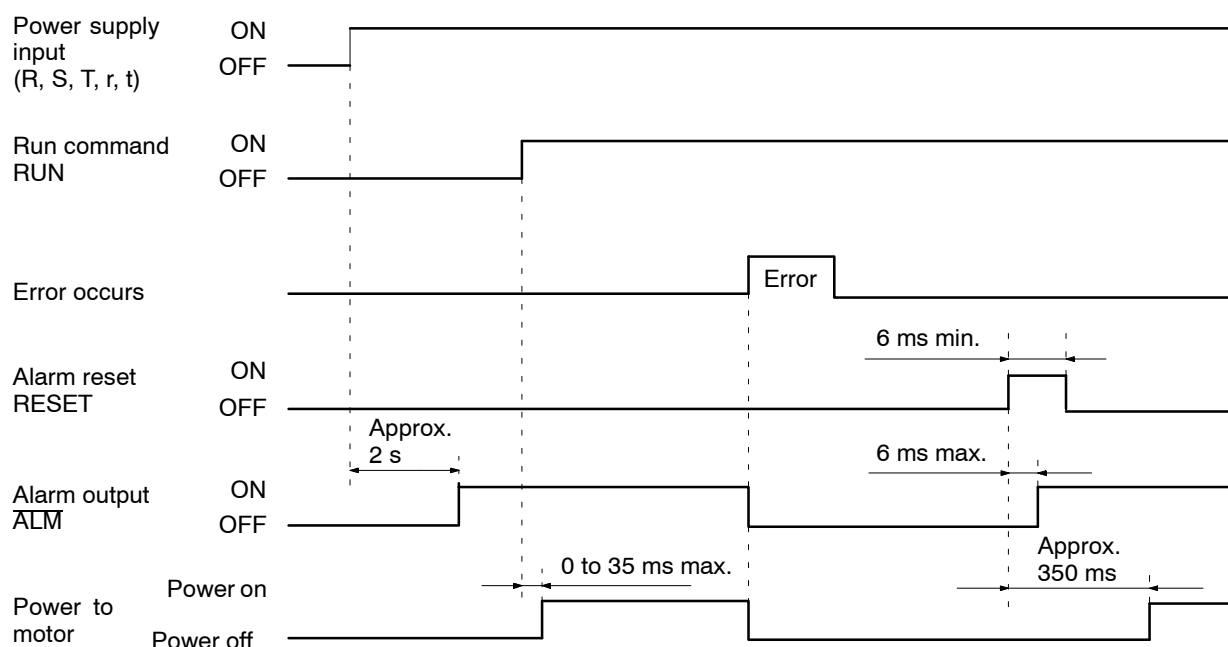 Power supply
input
(R, S, T, r, t)
ON
OFF
Run command
RUN
ON
OFF
Error occurs
Error
6 ms min.
Alarm reset
RESET
ON
OFF
Approx.
2 s
6 ms max.
Alarm output
ALM
ON
OFF
Approx.
350 ms
0 to 35 ms max.
Power to
motor
Power on
Power off